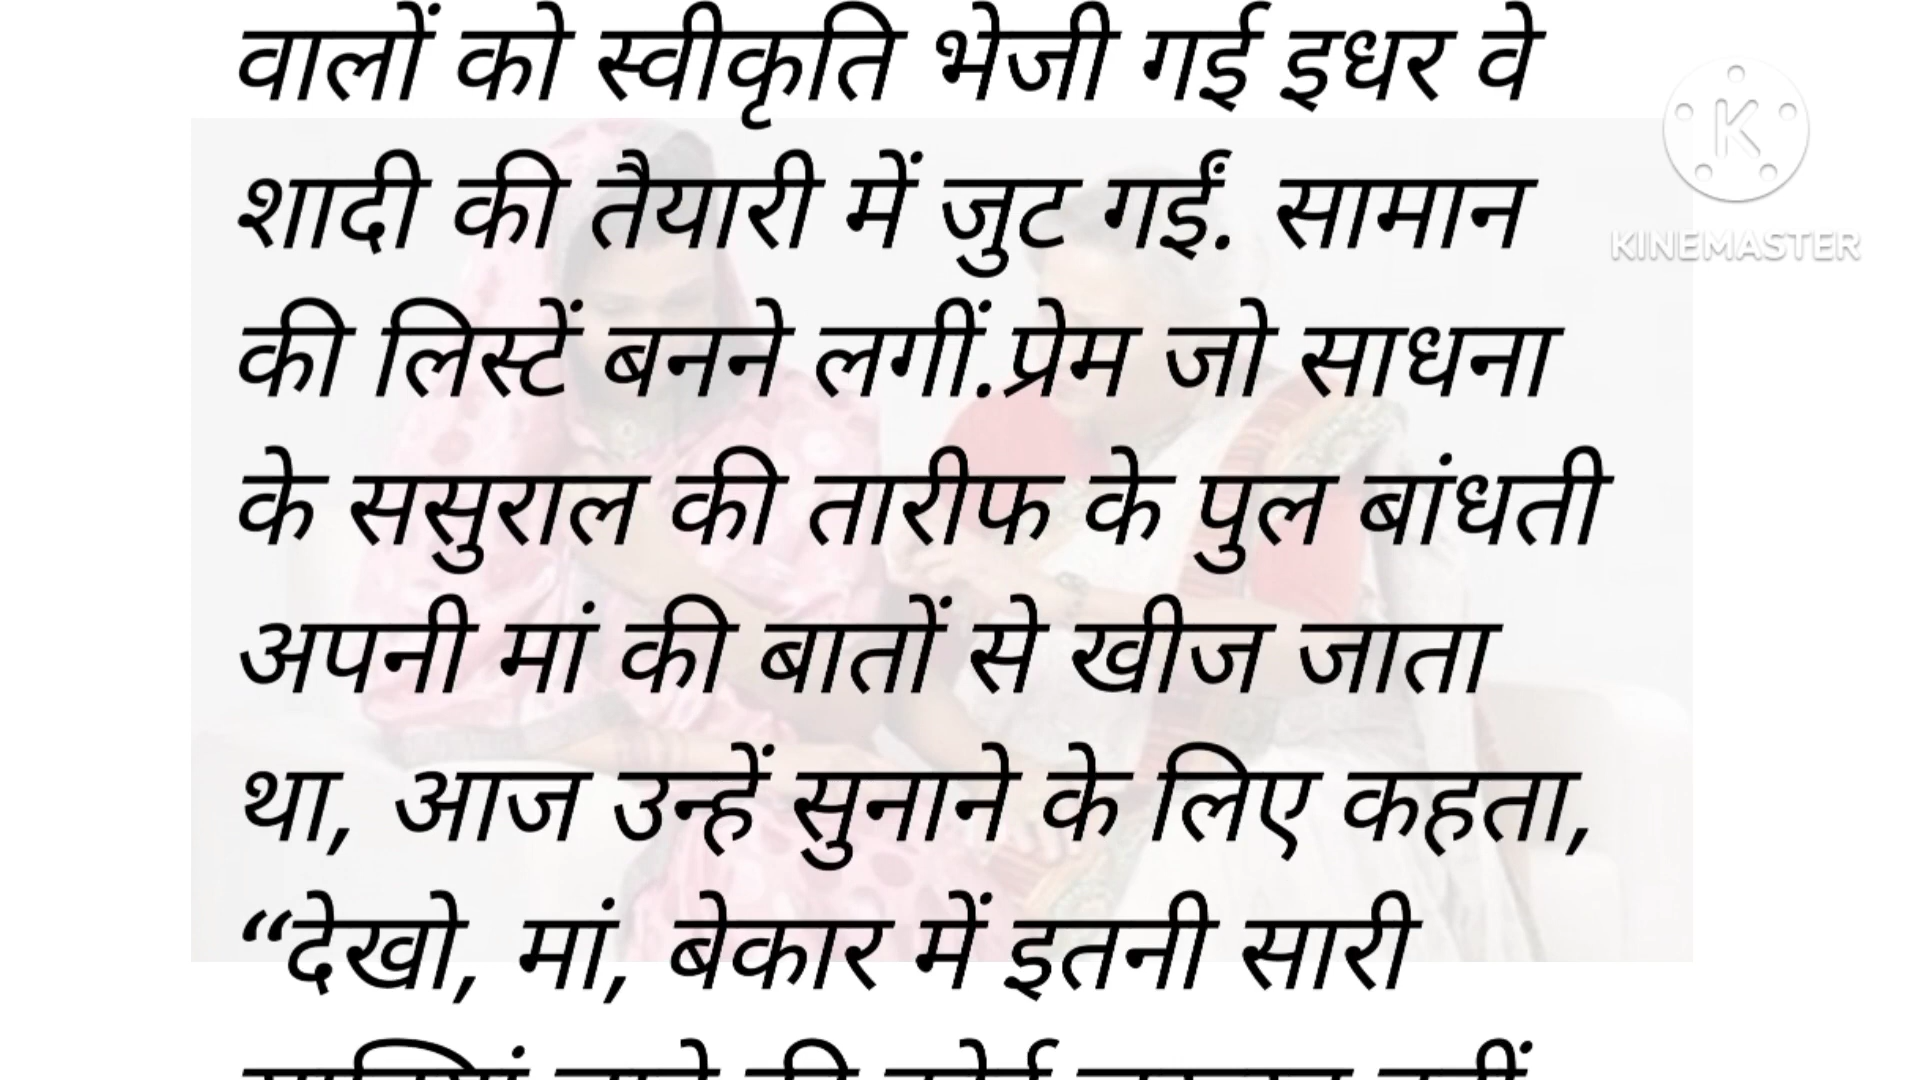 वालों को स्वीकृति भेजी गई इधर वे
शादी की तैयारी में जुट गईं. सामान
की लिस्टें बनने लगीं.प्रेम जो साधना
के ससुराल की तारीफ के पुल बांधती
अपनी मां की बातों से खीज जाता
था, आज उन्हें सुनाने के लिए कहता,
“देखो, मां, बेकार में इतनी सारी
K
KINEMASTER